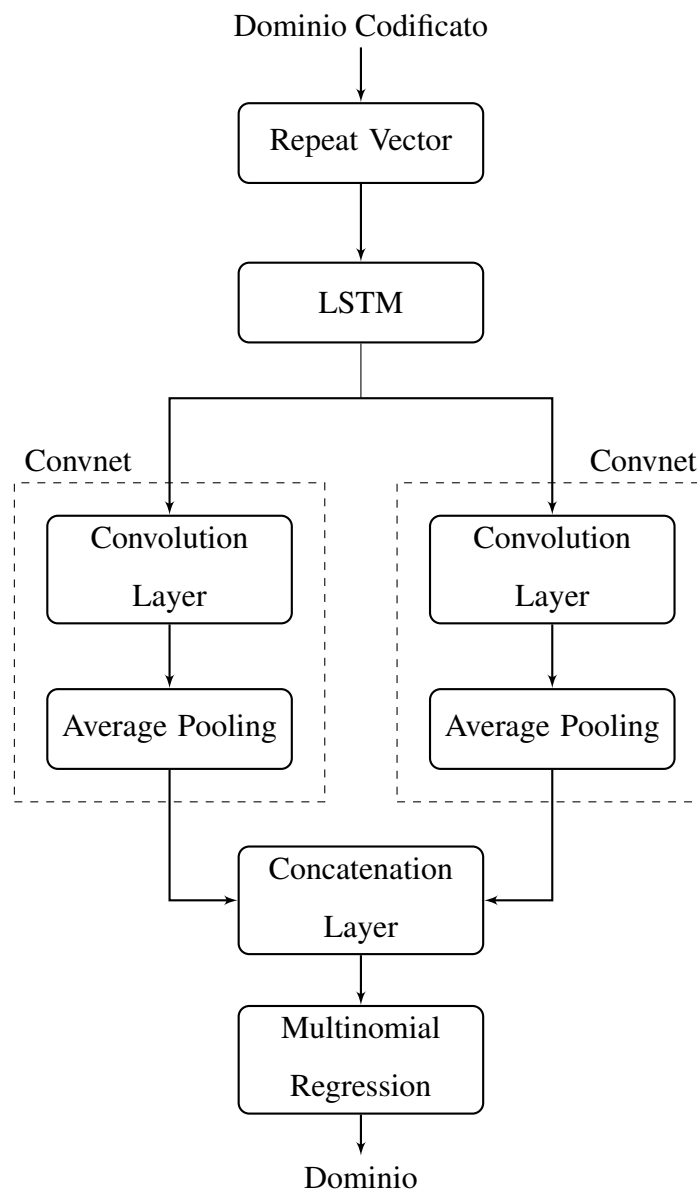 Dominio Codificato
Repeat Vector
LSTM
Convnet
Convnet
Convolution
Layer
Convolution
Layer
Average Pooling
Average Pooling
Concatenation
Layer
Multinomial
Regression
Dominio